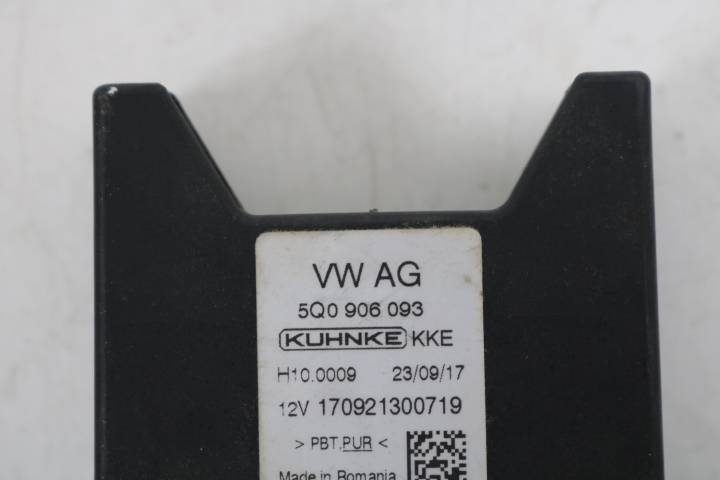 VW AG
5Q0 906 093
KUHNKE KKE
H10.0009 23/09/17
12V 170921300719
> PBT.PUR <
Made in Romania